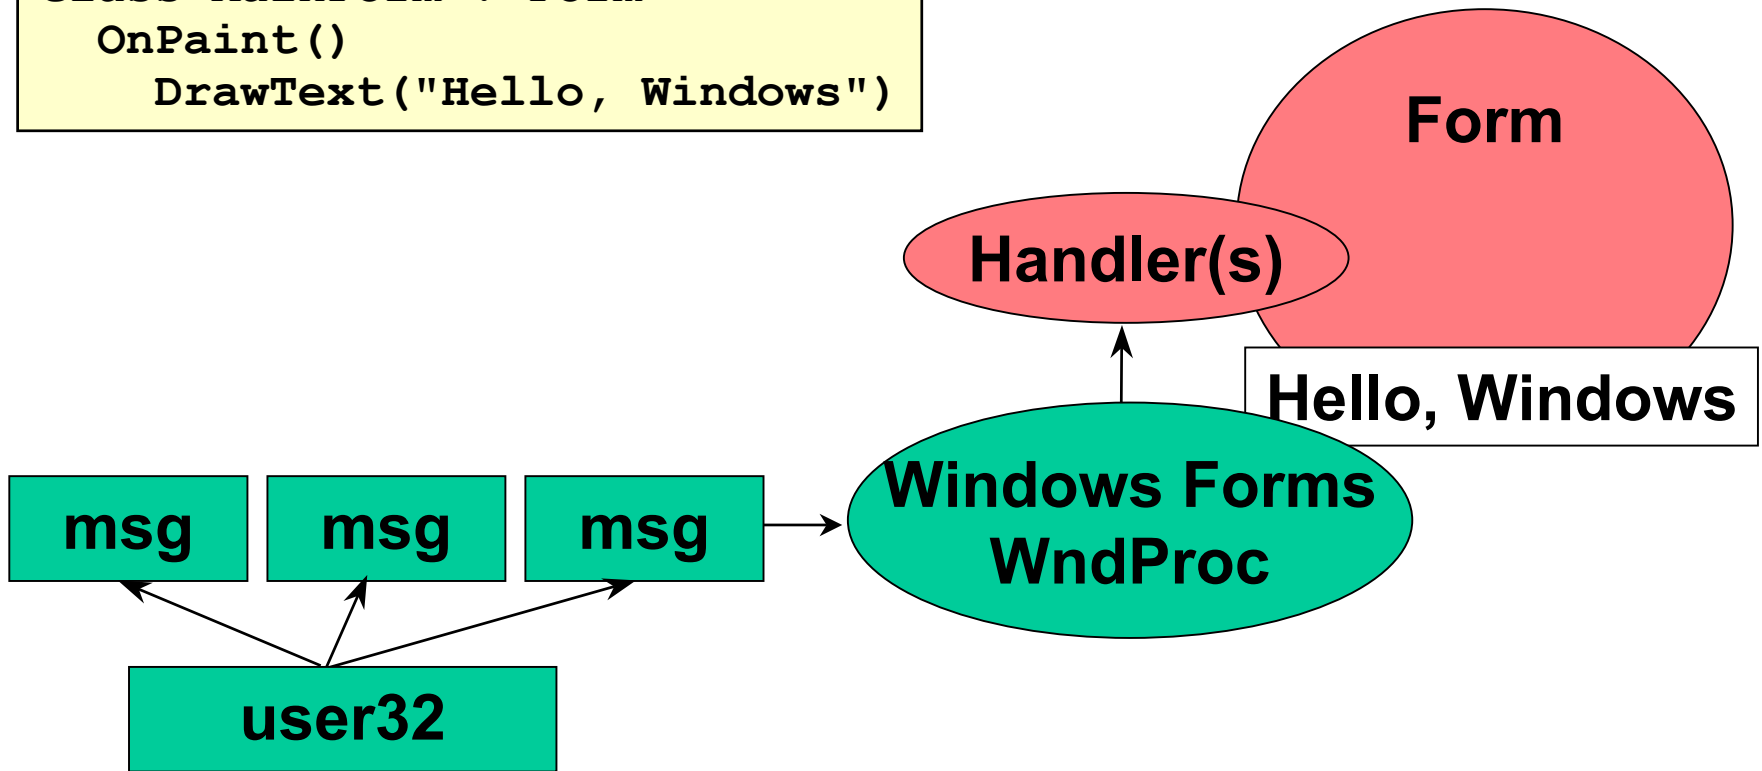 OnPaint()
DrawText("Hello, Windows")
Form
Handler(s)
Hello, Windows
Windows Forms
WndProc
msg
msg
msg
user32